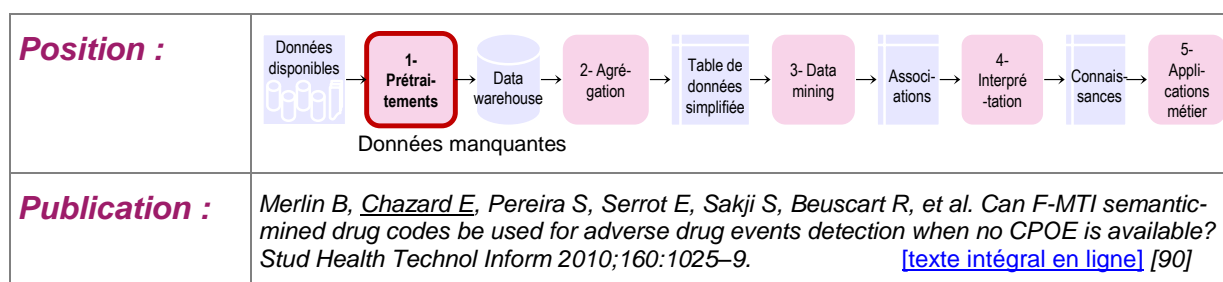 Position :
Données
disponibles
1-
Prétrai-
tements
Data
warehouse
2- Agré-
gation
Table de
données
simplifiée
3- Data
mining
Associ-
ations
4-
Interpré
-tation
Connais-
sances
5-
Appli-
cations
métier
Données manquantes
Publication :
Merlin B, Chazard E, Pereira S, Serrot E, Sakji S, Beuscart R, et al. Can F-MTI semantic-
mined drug codes be used for adverse drug events detection when no CPOE is available?
Stud Health Technol Inform 2010;160:1025–9. [texte intégral en ligne] [90]